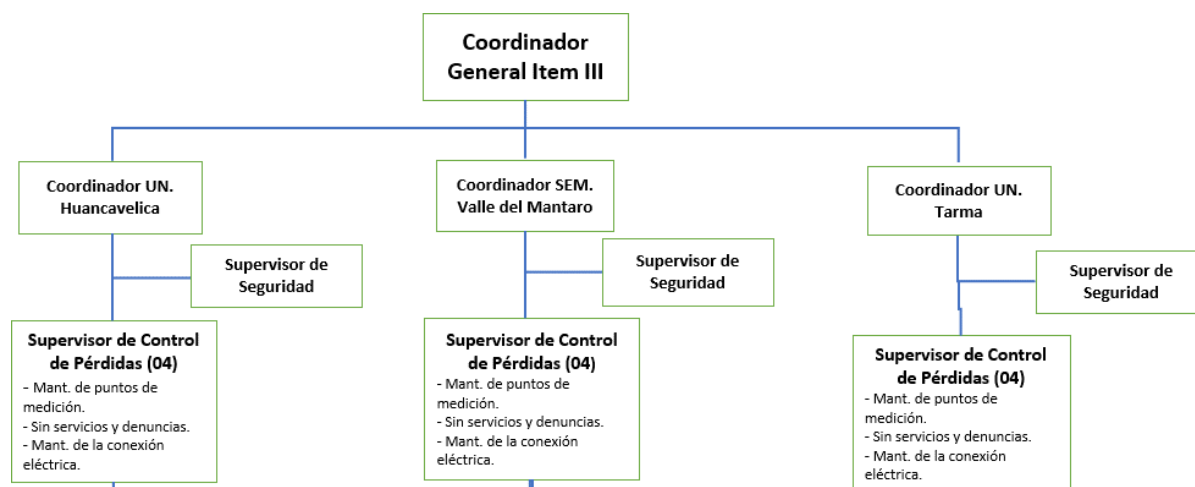 Coordinador
General Item III
Coordinador UN.
Huancavelica
Coordinador SEM.
Valle del Mantaro
Coordinador UN.
Tarma
Supervisor de
Seguridad
Supervisor de
Seguridad
Supervisor de
Seguridad
Supervisor de Control
de Pérdidas (04)
- Mant. de puntos de
medición.
- Sin servicios y denuncias.
- Mant. de la conexión
eléctrica.
Supervisor de Control
de Pérdidas (04)
- Mant. de puntos de
medición.
- Sin servicios y denuncias.
- Mant. de la conexión
eléctrica.
Supervisor de Control
de Pérdidas (04)
- Mant. de puntos de
medición.
- Sin servicios y denuncias.
- Mant. de la conexión
eléctrica.